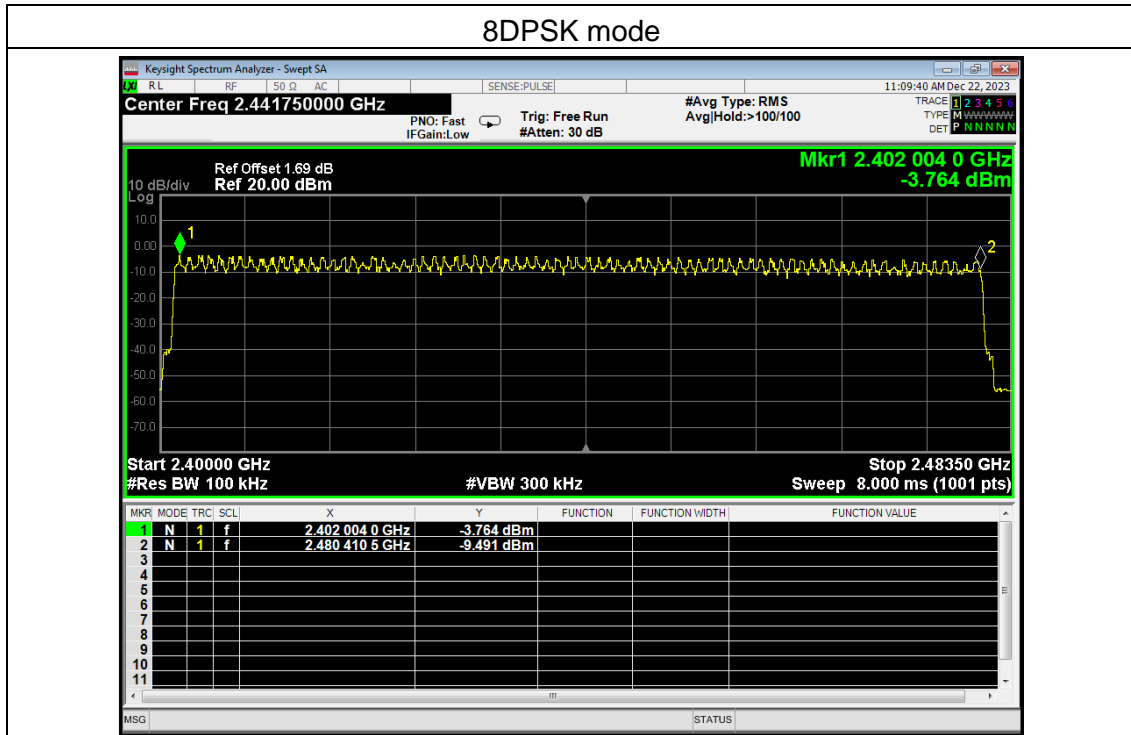 8DPSK mode
Keysight Spectrum Analyzer - Swept SA
LXI RL RF 50 Ω AC SENSE:PULSE 11:09:40 AM Dec 22, 2023
Center Freq 2.441750000 GHz #Avg Type: RMS TRACE 1 2 3 4 5 6
PNO: Fast Trig: Free Run Avg|Hold:>100/100 TYPE M WWWWW
IFGain:Low #Atten: 30 dB DET P N N N N N
Mkr1 2.402 004 0 GHz
Ref Offset 1.69 dB
10 dB/div Ref 20.00 dBm -3.764 dBm
Log
10.0
1
0.00
2
-10.0
-20.0
-30.0
-40.0
-50.0
-60.0
-70.0
Start 2.40000 GHz Stop 2.48350 GHz
#Res BW 100 kHz #VBW 300 kHz Sweep 8.000 ms (1001 pts)
MKR MODE TRC SCL X Y FUNCTION FUNCTION WIDTH FUNCTION VALUE
1 N 1 f 2.402 004 0 GHz -3.764 dBm
2 N 1 f 2.480 410 5 GHz -9.491 dBm
3
4
5
6
7
8
9
10
11
MSG STATUS